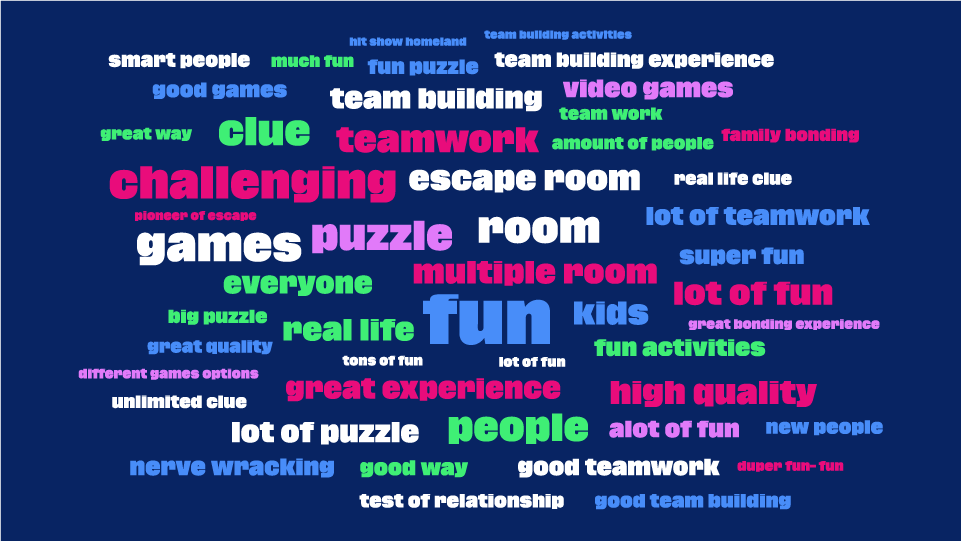 team building activities
hit show homeland
smart people much fun fun puzzle team building experience
good games team building video games
team work
great way clue teamwork amount of people family bonding
challenging escape room real life clue
pioneer of escape lot of teamwork
games puzzle room
super fun
everyone multiple room lot of fun
big puzzle real life fun kids great bonding experience
great quality tons of fun lot of fun fun activities
different games options great experience high quality
unlimited clue
lot of puzzle people alot of fun new people
nerve wracking good way good teamwork duper fun- fun
test of relationship good team building